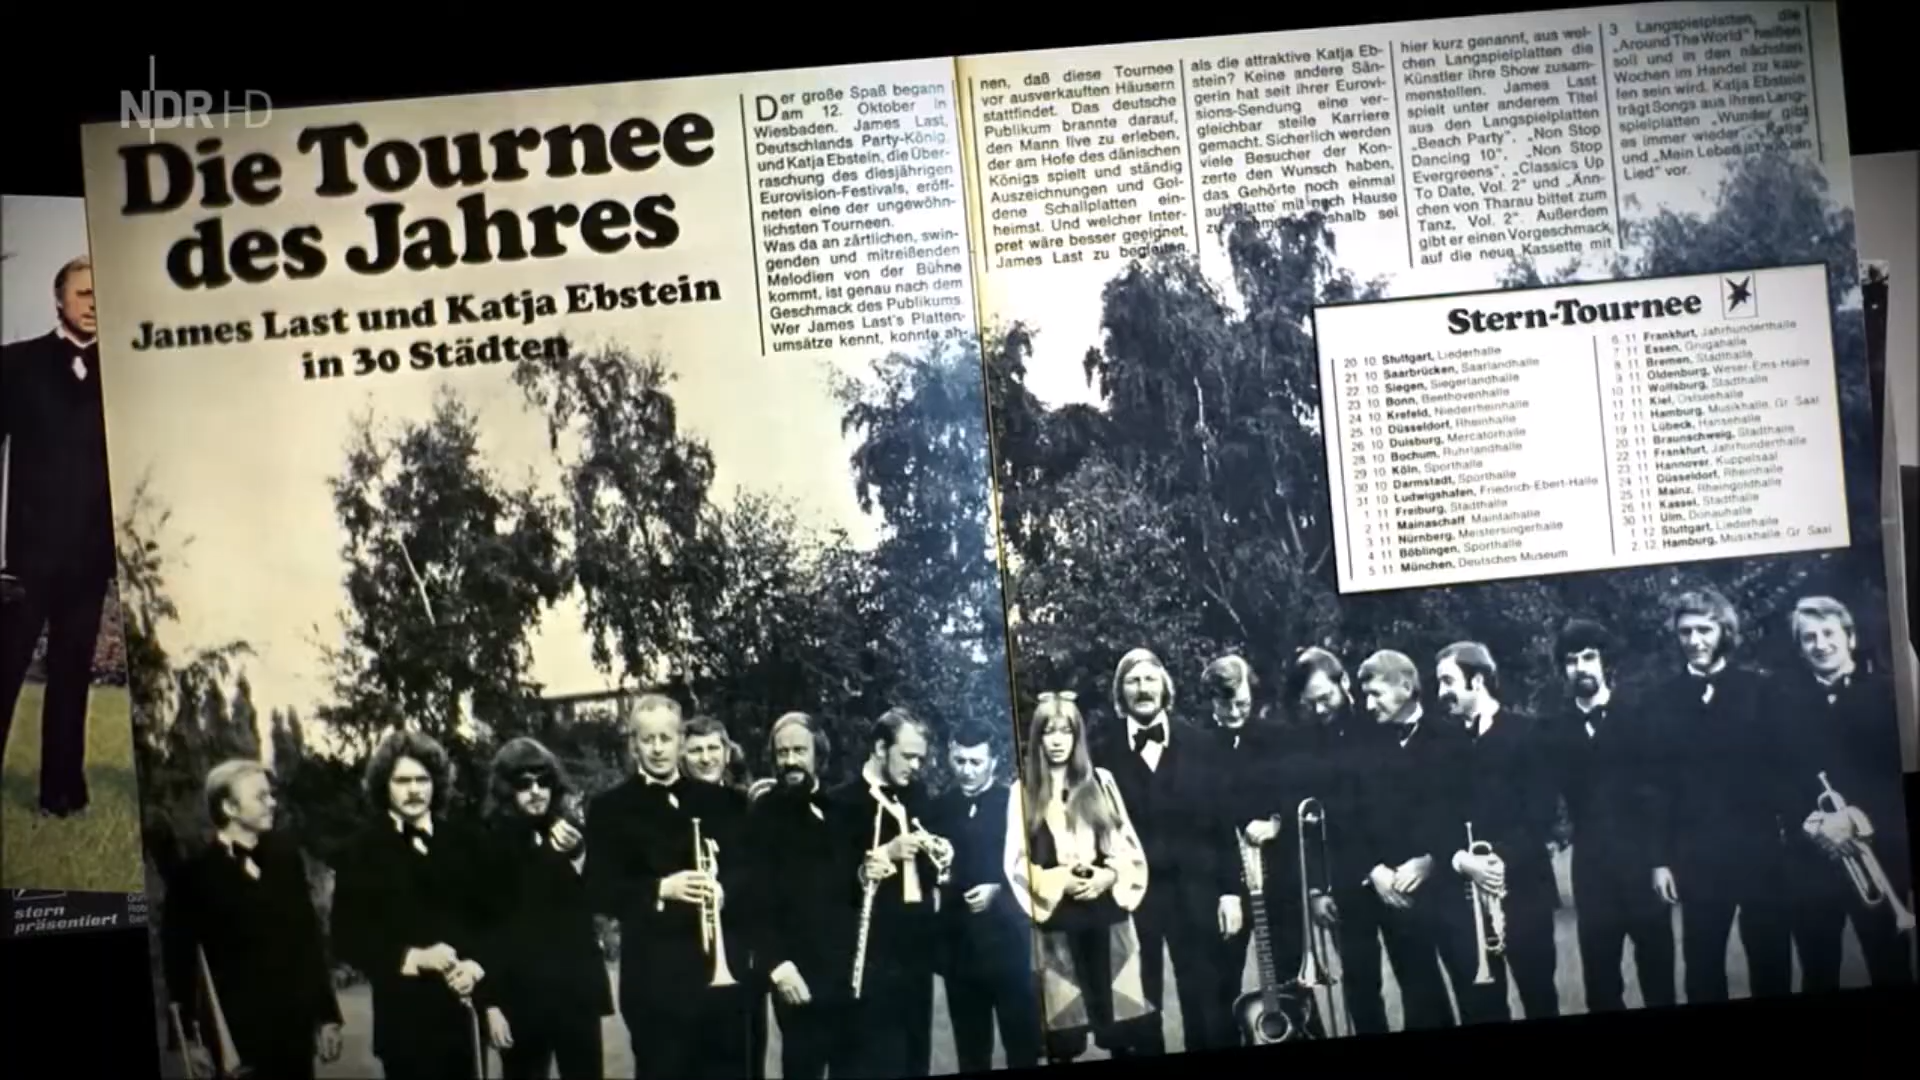 NDR HD
Die Tournee
des Jahres
James Last und Katja Ebstein
in 30 Städten
Der große Spaß begann
am 12. Oktober in
Wiesbaden. James Last,
Deutschlands Party-König,
und Katja Ebstein, die Über-
raschung des diesjährigen
Eurovision-Festivals, eröff-
neten eine der ungewöhn-
lichsten Tourneen.
Was da an zärtlichen, swin-
genden und mitreißenden
Melodien von der Bühne
kommt, ist genau nach dem
Geschmack des Publikums.
Wer James Last's Platten-
umsätze kennt, konnte ah-
nen, daß diese Tournee
vor ausverkauften Häusern
stattfindet. Das deutsche
Publikum brannte darauf,
den Mann live zu erleben,
der am Hofe des dänischen
Königs spielt und ständig
Auszeichnungen und Gol-
dene Schallplatten ein-
heimst. Und welcher Inter-
pret wäre besser geeignet,
James Last zu begleiten,
als die attraktive Katja Eb-
stein? Keine andere Sän-
gerin hat seit ihrer Eurovi-
sions-Sendung eine ver-
gleichbar steile Karriere
gemacht. Sicherlich werden
viele Besucher der Kon-
zerte den Wunsch haben,
das Gehörte noch einmal
auf Platte mit nach Hause
zu nehmen. Deshalb sei
hier kurz genannt, aus wel-
chen Langspielplatten die
Künstler ihre Show zusam-
menstellen. James Last
spielt unter anderem Titel
aus den Langspielplatten
„Beach Party", „Non Stop
Dancing 10", „Non Stop
Evergreens", „Classics Up
To Date, Vol. 2" und „Änn-
chen von Tharau bittet zum
Tanz, Vol. 2". Außerdem
gibt er einen Vorgeschmack
auf die neue Kassette mit
3 Langspielplatten, die
„Around The World" heißen
soll und in den nächsten
Wochen im Handel zu kau-
fen sein wird. Katja Ebstein
trägt Songs aus ihren Lang-
spielplatten „Wunder gibt
es immer wieder", „Katja"
und „Mein Leben ist wie ein
Lied" vor.
Stern-Tournee
20 10 Stuttgart, Liederhalle
21 10 Saarbrücken, Saarlandhalle
22 10 Siegen, Siegerlandhalle
23 10 Bonn, Beethovenhalle
24 10 Krefeld, Niederrheinhalle
25 10 Düsseldorf, Rheinhalle
26 10 Duisburg, Mercatorhalle
28 10 Bochum, Ruhrlandhalle
29 10 Köln, Sporthalle
30 10 Darmstadt, Sporthalle
31 10 Ludwigshafen, Friedrich-Ebert-Halle
1 11 Freiburg, Stadthalle
2 11 Mainaschaff, Maintalhalle
3 11 Nürnberg, Meistersingerhalle
4 11 Böblingen, Sporthalle
5 11 München, Deutsches Museum
6 11 Frankfurt, Jahrhunderthalle
7 11 Essen, Grugahalle
8 11 Bremen, Stadthalle
9 11 Oldenburg, Weser-Ems-Halle
10 11 Wolfsburg, Stadthalle
11 11 Kiel, Ostseehalle
17 11 Hamburg, Musikhalle, Gr. Saal
19 11 Lübeck, Hansehalle
20 11 Braunschweig, Stadthalle
22 11 Frankfurt, Jahrhunderthalle
23 11 Hannover, Kuppelsaal
24 11 Düsseldorf, Rheinhalle
25 11 Mainz, Rheingoldhalle
26 11 Kassel, Stadthalle
30 11 Ulm, Donauhalle
1 12 Stuttgart, Liederhalle
2 12 Hamburg, Musikhalle, Gr. Saal
stern
präsentiert